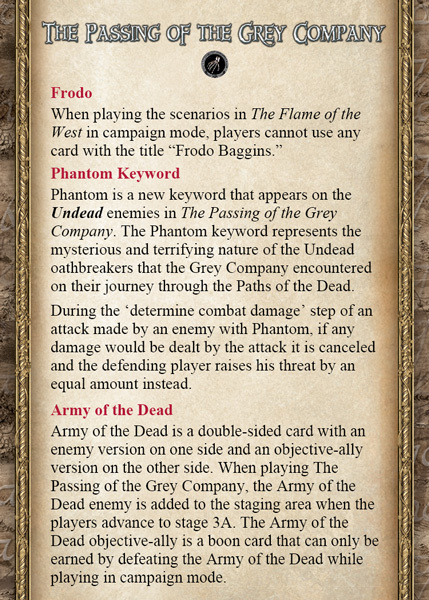 The Passing of the Grey Company
Frodo
When playing the scenarios in The Flame of the
West in campaign mode, players cannot use any
card with the title “Frodo Baggins.”
Phantom Keyword
Phantom is a new keyword that appears on the
Undead enemies in The Passing of the Grey
Company. The Phantom keyword represents the
mysterious and terrifying nature of the Undead
oathbreakers that the Grey Company encountered
on their journey through the Paths of the Dead.
During the ‘determine combat damage’ step of an
attack made by an enemy with Phantom, if any
damage would be dealt by the attack it is canceled
and the defending player raises his threat by an
equal amount instead.
Army of the Dead
Army of the Dead is a double-sided card with an
enemy version on one side and an objective-ally
version on the other side. When playing The
Passing of the Grey Company, the Army of the
Dead enemy is added to the staging area when the
players advance to stage 3A. The Army of the
Dead objective-ally is a boon card that can only be
earned by defeating the Army of the Dead while
playing in campaign mode.